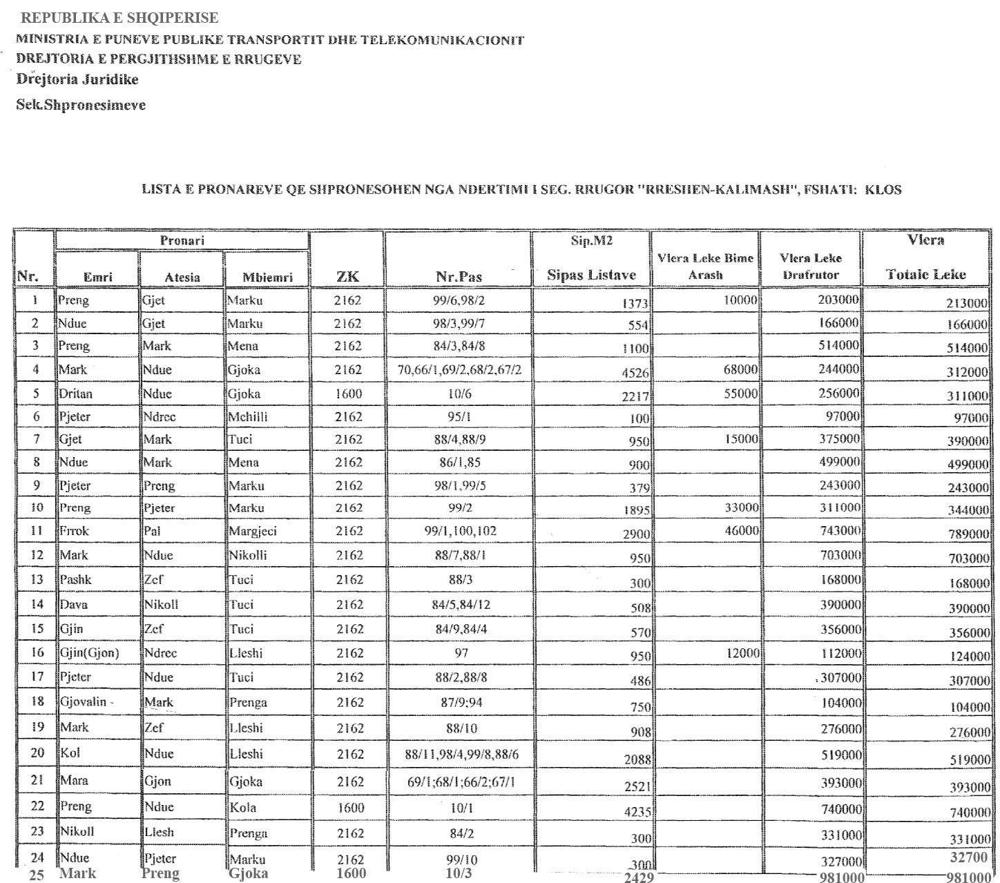 REPUBLIKA E SHQIPERISE
MINISTRIA E PUNEVE PUBLIKE TRANSPORTIT DHE TELEKOMUNIKACIONIT
DREJTORIA E PERGJITHSHME E RRUGEVE
Drejtoria Juridike
Sek.Shpronesimeve
LISTA E PRONAREVE QE SHPRONESOHEN NGA NDERTIMI I SEG. RRUGOR "RRESHEN-KALIMASH", FSHATI: KLOS
Nr. Pronari Emri Atesia Mbiemri ZK Nr.Pas Sip.M2 Sipas Listave Vlera Leke Bime Arash Vlera Leke Drufrutor Vlera Totale Leke
1 Preng Gjet Marku 2162 99/6,98/2 1373 10000 203000 213000
2 Ndue Gjet Marku 2162 98/3,99/7 554 166000 166000
3 Preng Mark Mena 2162 84/3,84/8 1100 514000 514000
4 Mark Ndue Gjoka 2162 70,66/1,69/2,68/2,67/2 4526 68000 244000 312000
5 Dritan Ndue Gjoka 1600 10/6 2217 55000 256000 311000
6 Pjeter Ndrec Mehilli 2162 95/1 100 97000 97000
7 Gjet Mark Tuci 2162 88/4,88/9 950 15000 375000 390000
8 Ndue Mark Mena 2162 86/1,85 900 499000 499000
9 Pjeter Preng Marku 2162 98/1,99/5 379 243000 243000
10 Preng Pjeter Marku 2162 99/2 1895 33000 311000 344000
11 Frrok Pal Margjeci 2162 99/1,100,102 2900 46000 743000 789000
12 Mark Ndue Nikolli 2162 88/7,88/1 950 703000 703000
13 Pashk Zef Tuci 2162 88/3 300 168000 168000
14 Dava Nikoll Tuci 2162 84/5,84/12 508 390000 390000
15 Gjin Zef Tuci 2162 84/9,84/4 570 356000 356000
16 Gjin(Gjon) Ndrec Lleshi 2162 97 950 12000 112000 124000
17 Pjeter Ndue Tuci 2162 88/2,88/8 486 307000 307000
18 Gjovalin - Mark Prenga 2162 87/9;94 750 104000 104000
19 Mark Zef Lleshi 2162 88/10 908 276000 276000
20 Kol Ndue Lleshi 2162 88/11,98/4,99/8,88/6 2088 519000 519000
21 Mara Gjon Gjoka 2162 69/1;68/1;66/2;67/1 2521 393000 393000
22 Preng Ndue Kola 1600 10/1 4235 740000 740000
23 Nikoll Llesh Prenga 2162 84/2 300 331000 331000
24 Ndue Pjeter Marku 2162 99/10 300 327000 32700
25 Mark Preng Gjoka 1600 10/3 2429 981000 981000